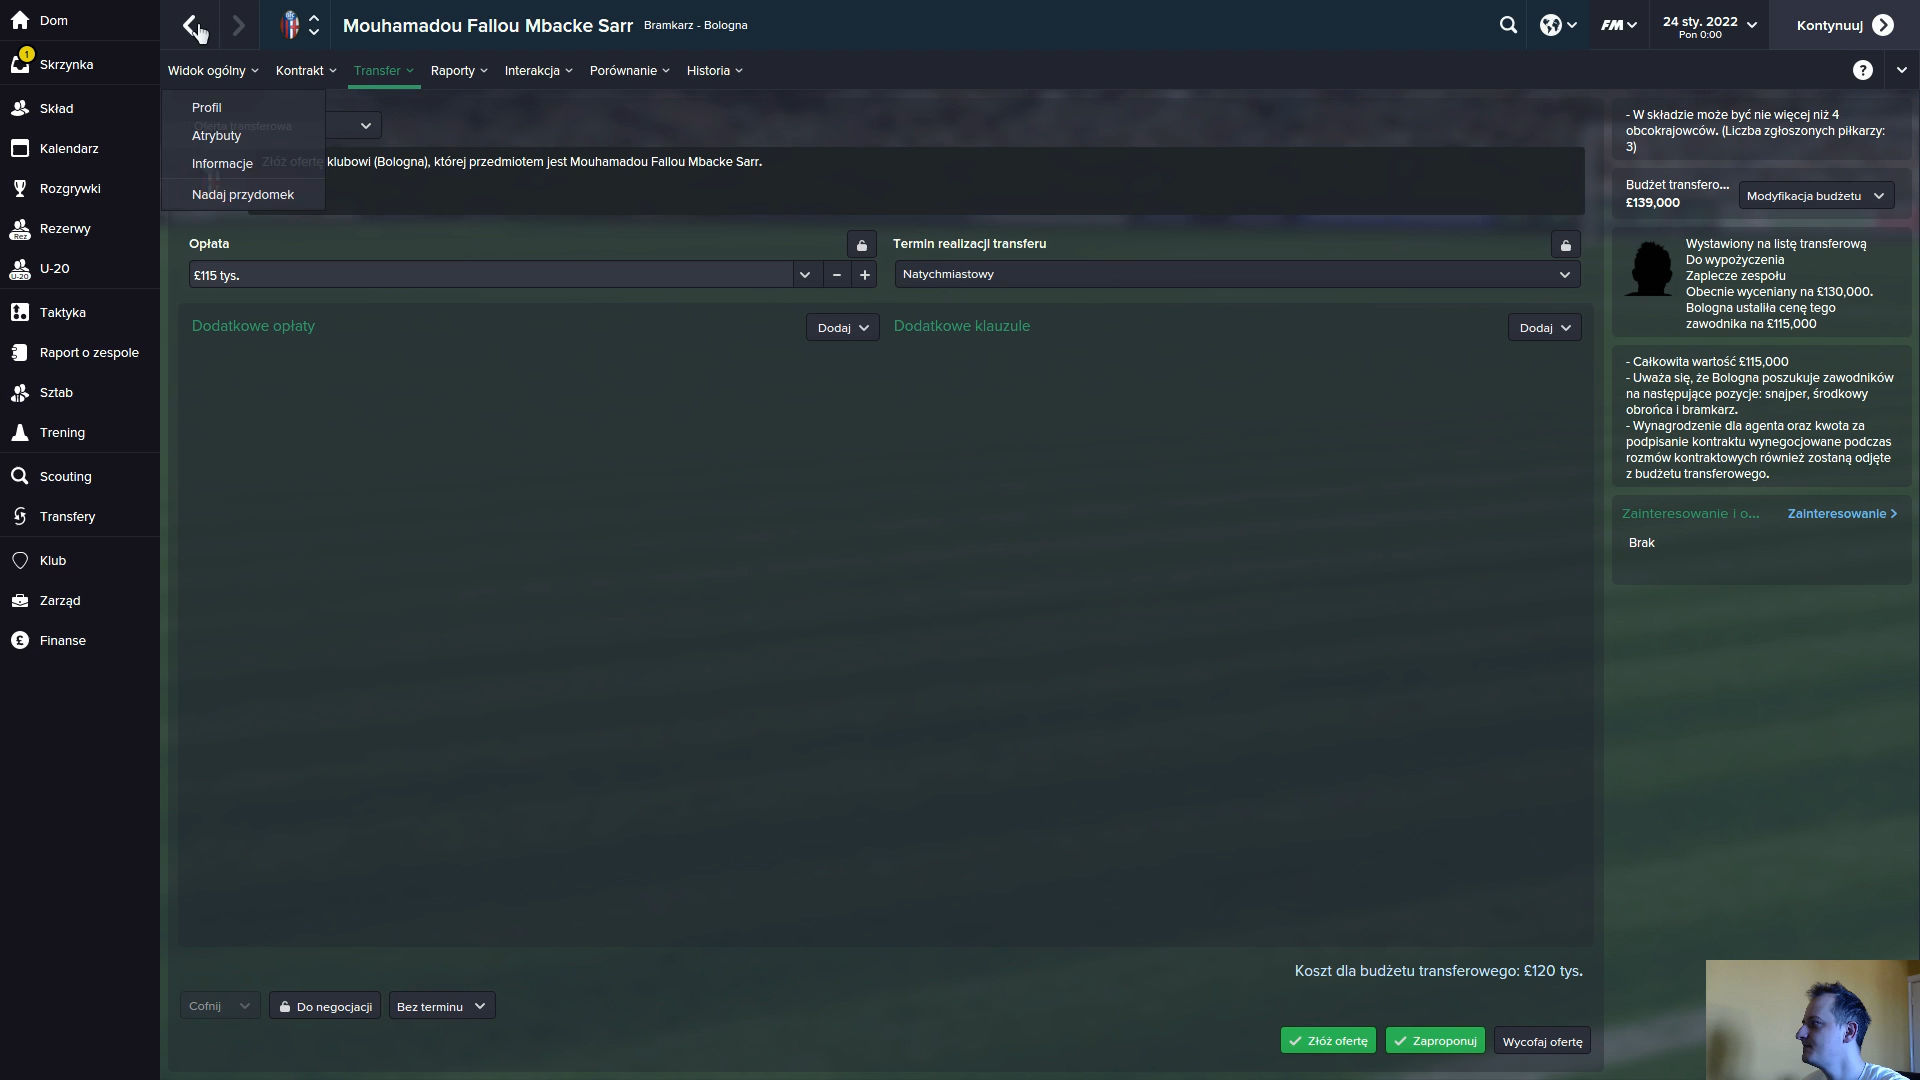 Dom
Mouhamadou Fallou Mbacke Sarr
Bramkarz - Bologna
FM
24 sty. 2022
Pon 0:00
Kontynuuj
1
Skrzynka
Widok ogólny
Kontrakt
Transfer
Raporty
Interakcja
Porównanie
Historia
?
Skład
Kalendarz
Rozgrywki
Rez
Rezerwy
U-20
U-20
Taktyka
Raport o zespole
Sztab
Trening
Scouting
Transfery
Klub
Zarząd
Finanse
Profil
Oferta transferowa
Atrybuty
Informacje
Nadaj przydomek
Złóż ofertę klubowi (Bologna), której przedmiotem jest Mouhamadou Fallou Mbacke Sarr.
Opłata
£115 tys.
Termin realizacji transferu
Natychmiastowy
Dodatkowe opłaty
Dodaj
Dodatkowe klauzule
Dodaj
Koszt dla budżetu transferowego: £120 tys.
Cofnij
Do negocjacji
Bez terminu
Złóż ofertę
Zaproponuj
Wycofaj ofertę
- W składzie może być nie więcej niż 4
obcokrajowców. (Liczba zgłoszonych piłkarzy:
3)
Budżet transfero...
£139,000
Modyfikacja budżetu
Wystawiony na listę transferową
Do wypożyczenia
Zaplecze zespołu
Obecnie wyceniany na £130,000.
Bologna ustaliła cenę tego
zawodnika na £115,000
- Całkowita wartość £115,000
- Uważa się, że Bologna poszukuje zawodników
na następujące pozycje: snajper, środkowy
obrońca i bramkarz.
- Wynagrodzenie dla agenta oraz kwota za
podpisanie kontraktu wynegocjowane podczas
rozmów kontraktowych również zostaną odjęte
z budżetu transferowego.
Zainteresowanie i o...
Zainteresowanie >
Brak